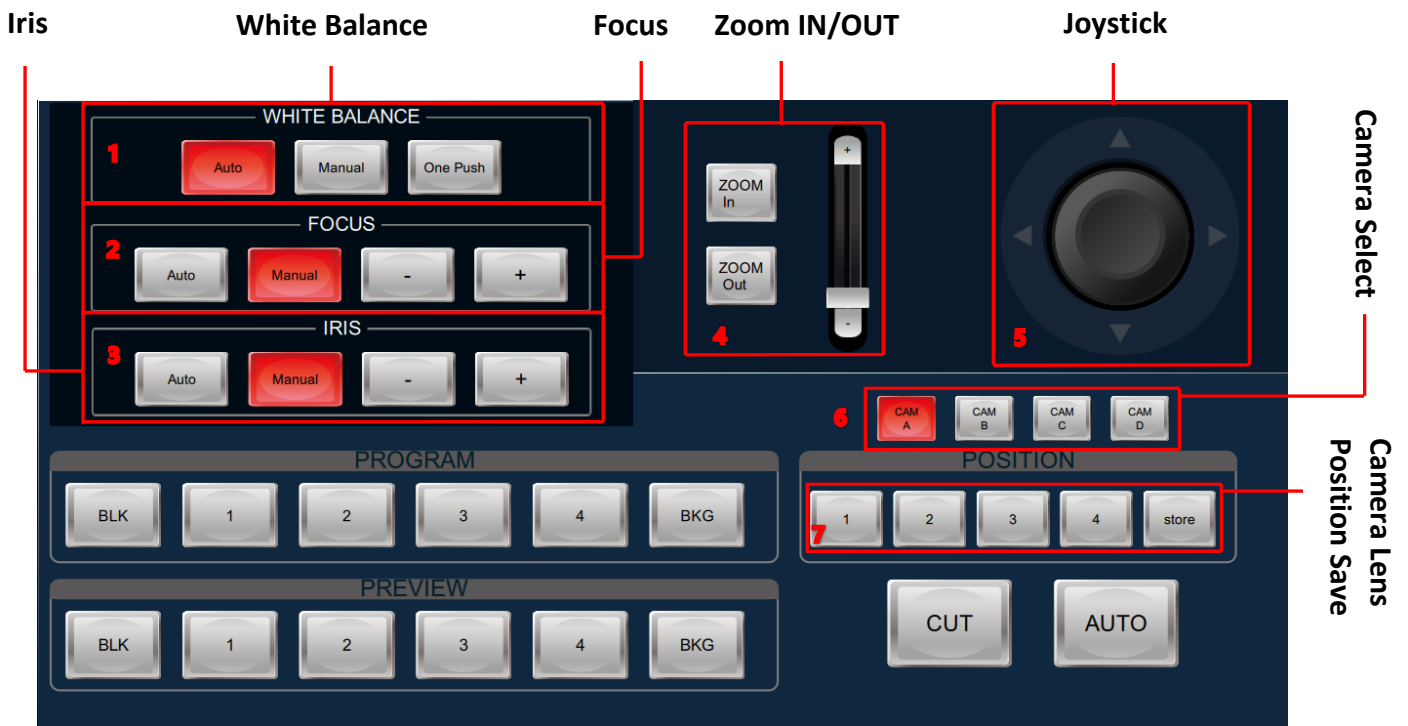 Iris
White Balance
Focus
Zoom IN/OUT
Joystick
WHITE BALANCE
1
Auto
Manual
One Push
FOCUS
2
Auto
Manual
-
+
IRIS
3
Auto
Manual
-
+
ZOOM
In
ZOOM
Out
+
-
4
5
Camera Select
6
CAM
A
CAM
B
CAM
C
CAM
D
PROGRAM
BLK
1
2
3
4
BKG
POSITION
1
2
3
4
store
7
Camera Lens
Position Save
PREVIEW
BLK
1
2
3
4
BKG
CUT
AUTO